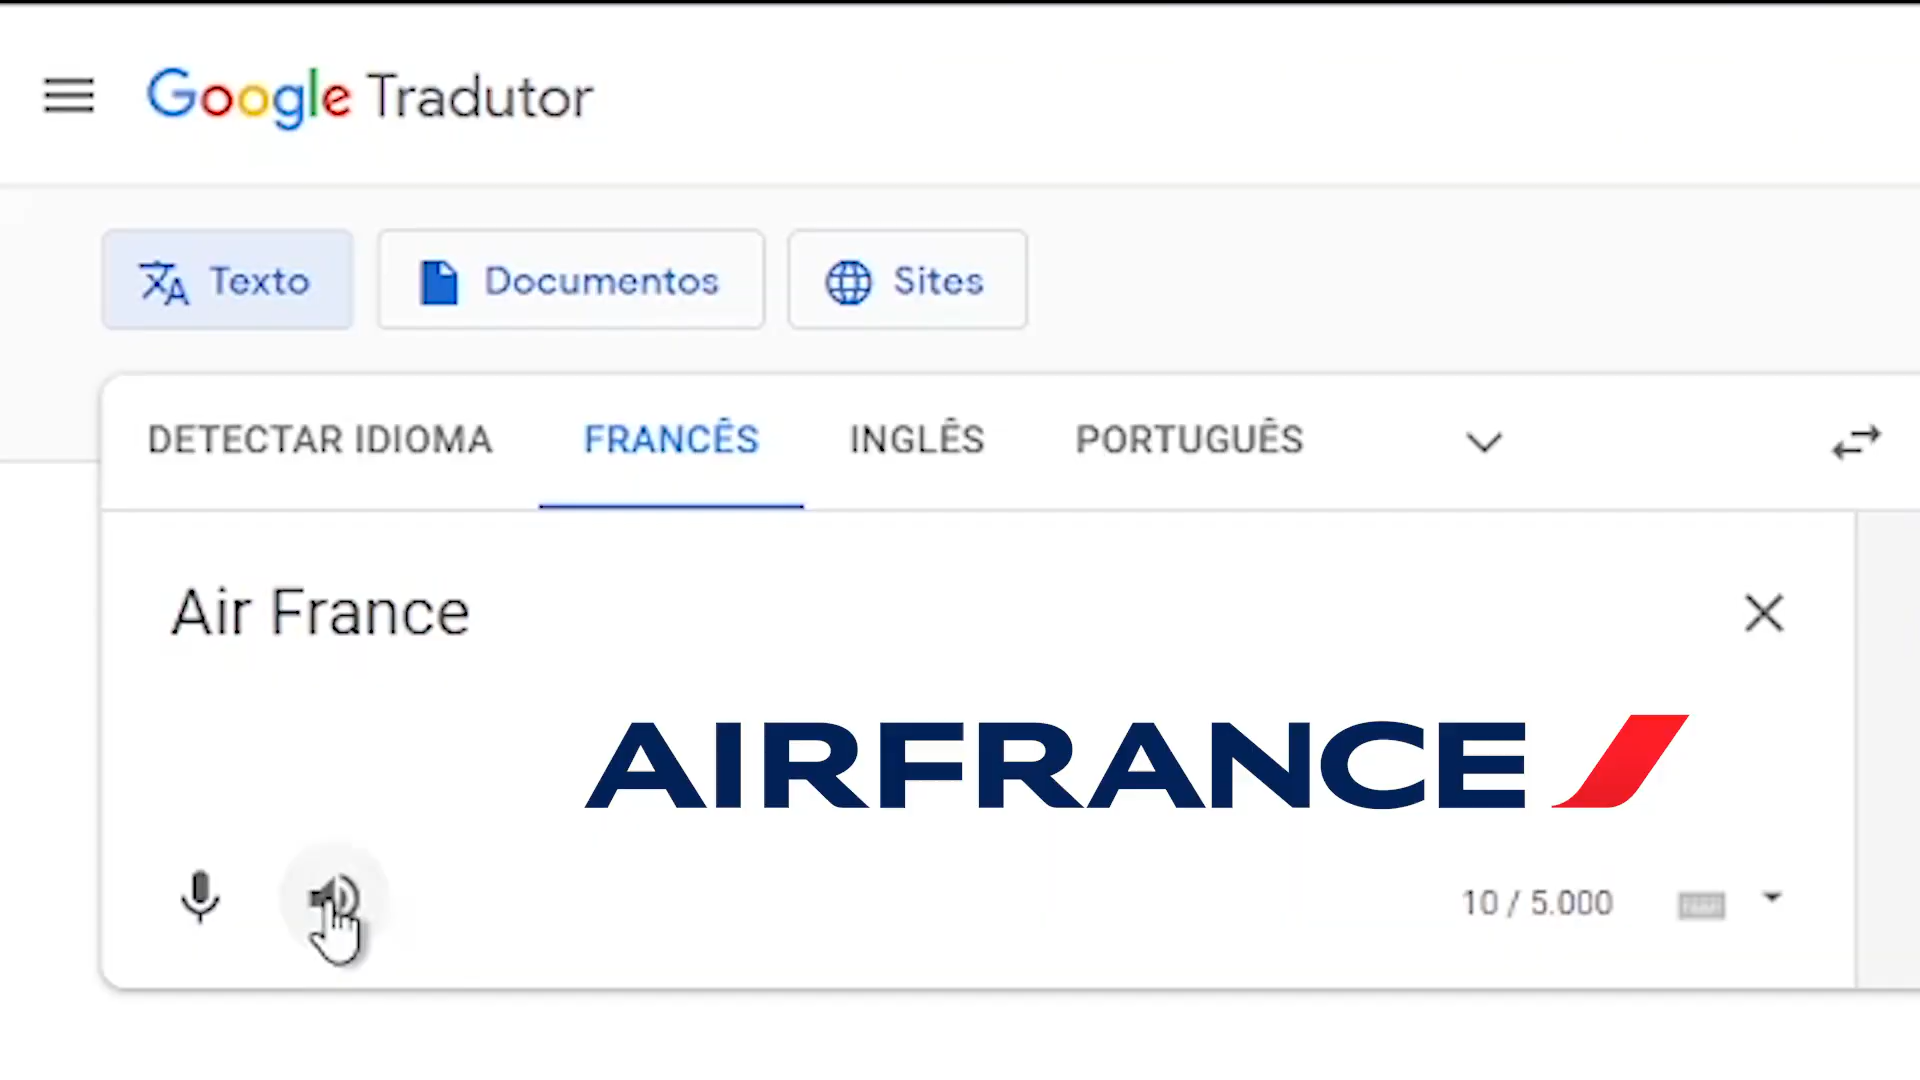 Google Tradutor
Texto Documentos Sites
DETECTAR IDIOMA FRANCÊS INGLÊS PORTUGUÊS
Air France
AIRFRANCE
10 / 5.000